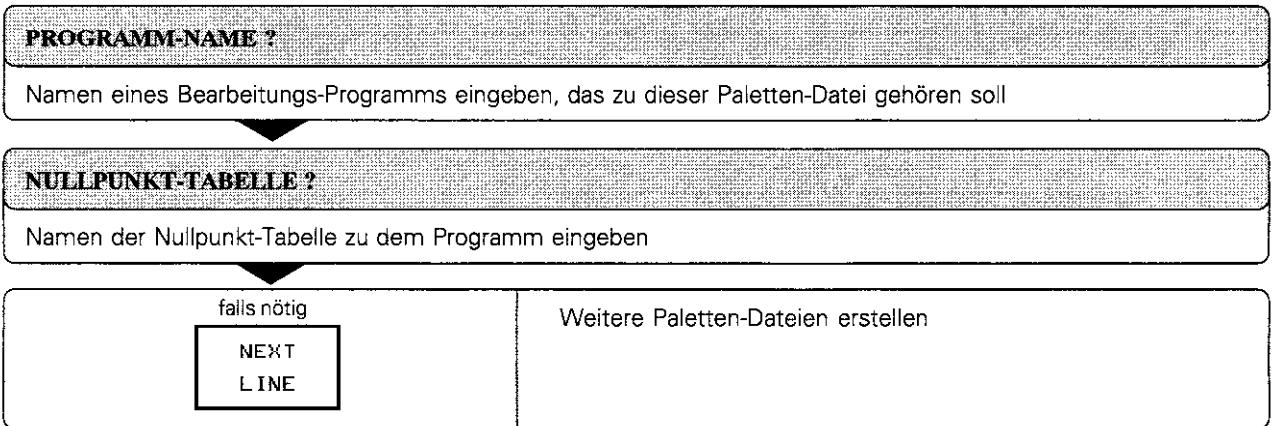 PROGRAMM-NAME ?
Namen eines Bearbeitungs-Programms eingeben, das zu dieser Paletten-Datei gehören soll
NULLPUNKT-TABELLE ?
Namen der Nullpunkt-Tabelle zu dem Programm eingeben
falls nötig
NEXT
LINE
Weitere Paletten-Dateien erstellen